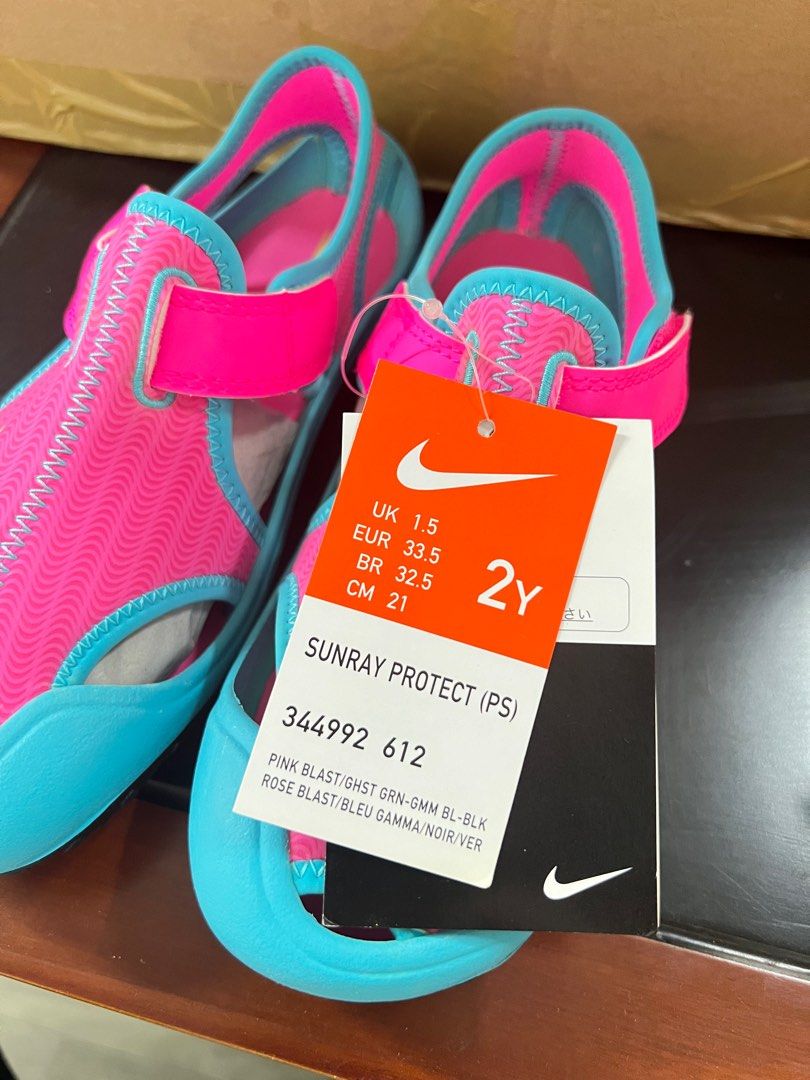 UK 1.5
EUR 33.5
BR 32.5
CM 21
2Y
さい
SUNRAY PROTECT (PS)
344992 612
PINK BLAST/GHST GRN-GMM BL-BLK
ROSE BLAST/BLEU GAMMA/NOIR/VER